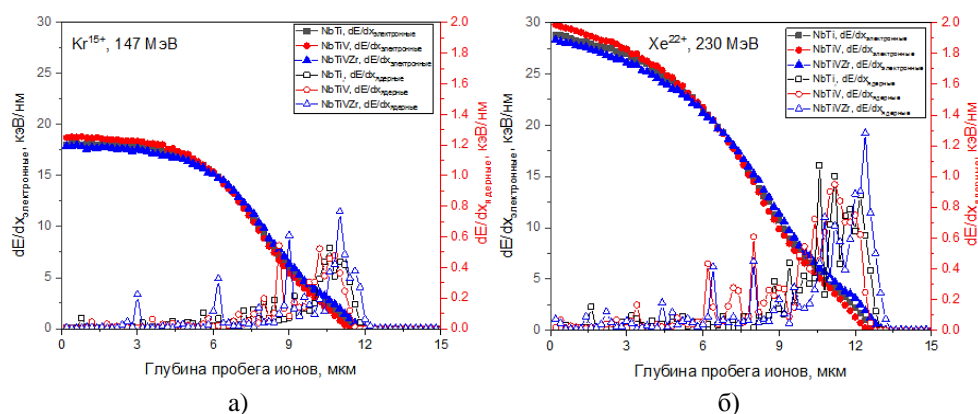 Kr15+, 147 МэВ
NbTi, dE/dxэлектронные
NbTiV, dE/dxэлектронные
NbTiVZr, dE/dxэлектронные
NbTi, dE/dxядерные
NbTiV, dE/dxядерные
NbTiVZr, dE/dxядерные
dE/dxэлектронные, кэВ/нм
30
25
20
15
10
5
0
0 3 6 9 12 15
Глубина пробега ионов, мкм
2.0
1.8
1.6
1.4
1.2
1.0
0.8
0.6
0.4
0.2
0.0
dE/dxядерные, кэВ/нм
а)
Xe22+, 230 МэВ
NbTi, dE/dxэлектронные
NbTiV, dE/dxэлектронные
NbTiVZr, dE/dxэлектронные
NbTi, dE/dxядерные
NbTiV, dE/dxядерные
NbTiVZr, dE/dxядерные
dE/dxэлектронные, кэВ/нм
30
25
20
15
10
5
0
0 3 6 9 12 15
Глубина пробега ионов, мкм
2.0
1.8
1.6
1.4
1.2
1.0
0.8
0.6
0.4
0.2
0.0
dE/dxядерные, кэВ/нм
б)